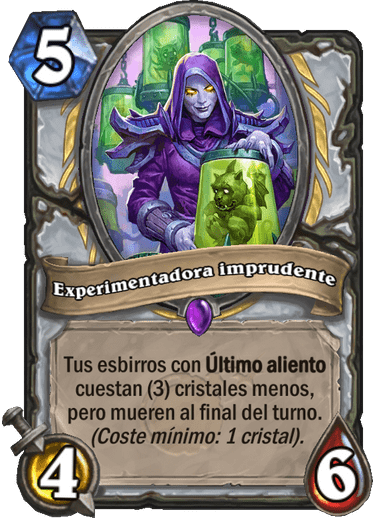 5
Experimentadora imprudente
Tus esbirros con Último aliento
cuestan (3) cristales menos,
pero mueren al final del turno.
(Coste mínimo: 1 cristal).
4
6